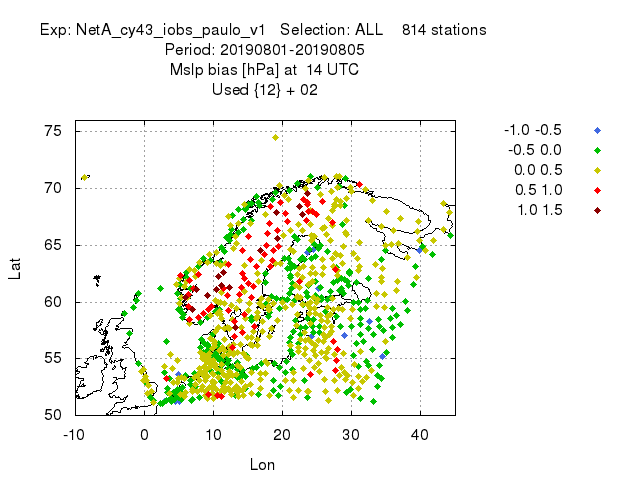 Exp: NetA_cy43_iobs_paulo_v1 Selection: ALL 814 stations
Period: 20190801-20190805
Mslp bias [hPa] at 14 UTC
Used {12} + 02
-1.0 -0.5
-0.5 0.0
0.0 0.5
0.5 1.0
1.0 1.5
75
70
65
60
55
50
Lat
-10 0 10 20 30 40
Lon